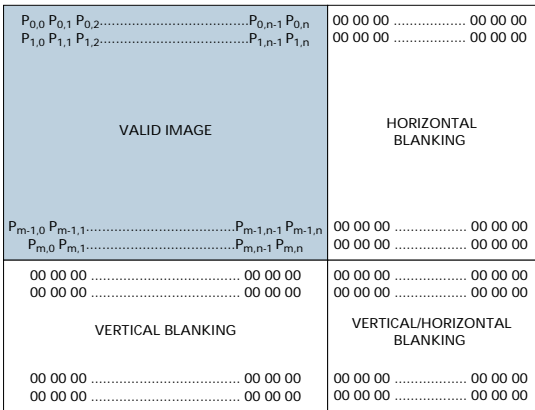 P0,0 P0,1 P0,2.....................................P0,n-1 P0,n
P1,0 P1,1 P1,2.....................................P1,n-1 P1,n
VALID IMAGE
Pm-1,0 Pm-1,1.....................................Pm-1,n-1 Pm-1,n
Pm,0 Pm,1.....................................Pm,n-1 Pm,n
00 00 00 .................. 00 00 00
00 00 00 .................. 00 00 00
HORIZONTAL
BLANKING
00 00 00 .................. 00 00 00
00 00 00 .................. 00 00 00
00 00 00 ..................................... 00 00 00
00 00 00 ..................................... 00 00 00
VERTICAL BLANKING
00 00 00 ..................................... 00 00 00
00 00 00 ..................................... 00 00 00
00 00 00 .................. 00 00 00
00 00 00 .................. 00 00 00
VERTICAL/HORIZONTAL
BLANKING
00 00 00 .................. 00 00 00
00 00 00 .................. 00 00 00